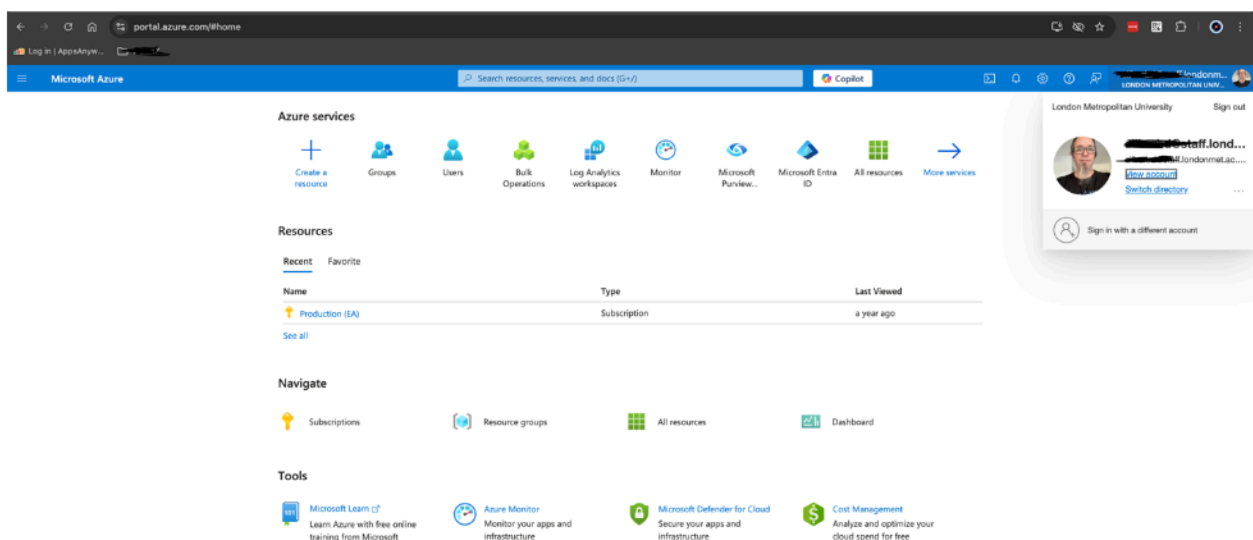 portal.azure.com/#home
Log in | AppsAnyw...
Microsoft Azure
Search resources, services, and docs (G+/)
Copilot
londonm...
LONDON METROPOLITAN UNIV...
London Metropolitan University Sign out
@staff.lond...
londonmet.ac....
View account
Switch directory
...
Sign in with a different account
Azure services
Create a resource
Groups
Users
Bulk Operations
Log Analytics workspaces
Monitor
Microsoft Purview...
Microsoft Entra ID
All resources
More services
Resources
Recent Favorite
Name Type Last Viewed
Production (EA) Subscription a year ago
See all
Navigate
Subscriptions Resource groups All resources Dashboard
Tools
Microsoft Learn
Learn Azure with free online
training from Microsoft
Azure Monitor
Monitor your apps and
infrastructure
Microsoft Defender for Cloud
Secure your apps and
infrastructure
Cost Management
Analyze and optimize your
cloud spend for free